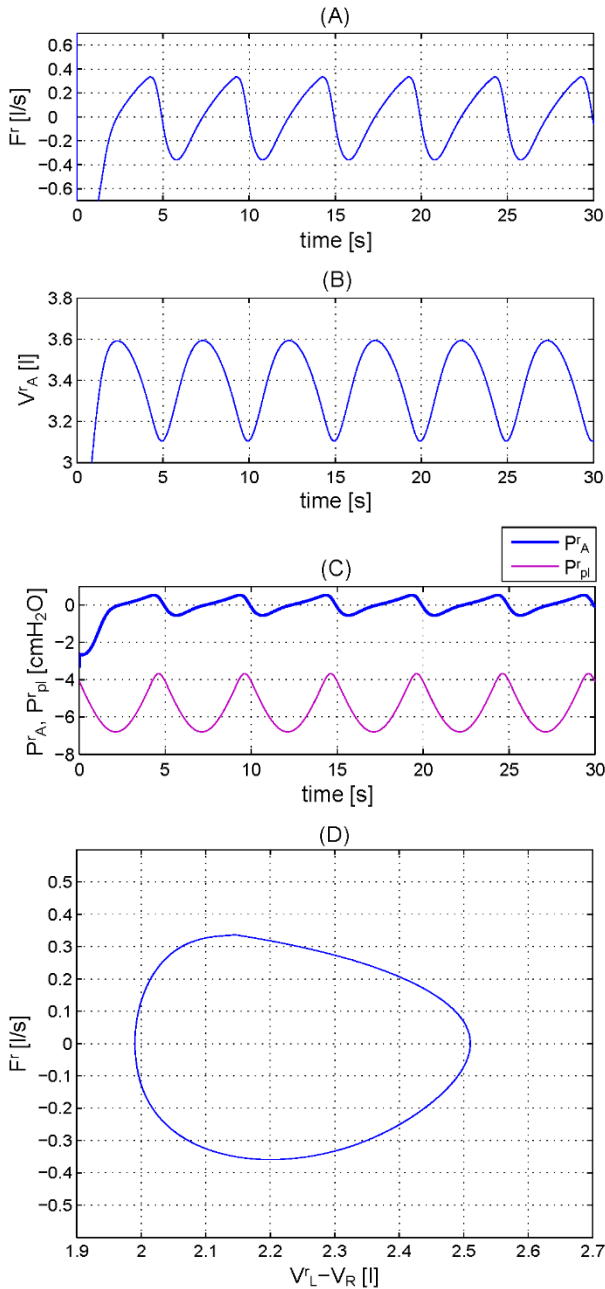 (A)
F^r [l/s]
0.6
0.4
0.2
0
−0.2
−0.4
−0.6
0 5 10 15 20 25 30
time [s]
(B)
V^r_A [l]
3.8
3.6
3.4
3.2
3
0 5 10 15 20 25 30
time [s]
P^r_A
P^r_pl
(C)
P^r_A, P^r_pl [cmH₂O]
0
−2
−4
−6
−8
0 5 10 15 20 25 30
time [s]
(D)
F^r [l/s]
0.5
0.4
0.3
0.2
0.1
0
−0.1
−0.2
−0.3
−0.4
−0.5
1.9 2 2.1 2.2 2.3 2.4 2.5 2.6 2.7
V^r_L−V_R [l]